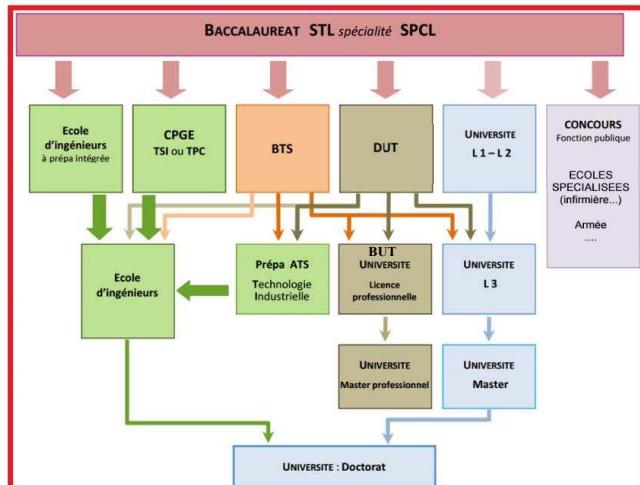 BACCALAUREAT STL spécialité SPCL
Ecole
d'ingénieurs
à prépa intégrée
CPGE
TSI ou TPC
BTS
DUT
UNIVERSITE
L 1 – L 2
CONCOURS
Fonction publique
ECOLES
SPECIALISEES
(infirmière...)
Armée
....
Ecole
d'ingénieurs
Prépa ATS
Technologie
Industrielle
BUT
UNIVERSITE
Licence
professionnelle
UNIVERSITE
L 3
UNIVERSITE
Master professionnel
UNIVERSITE
Master
UNIVERSITE : Doctorat